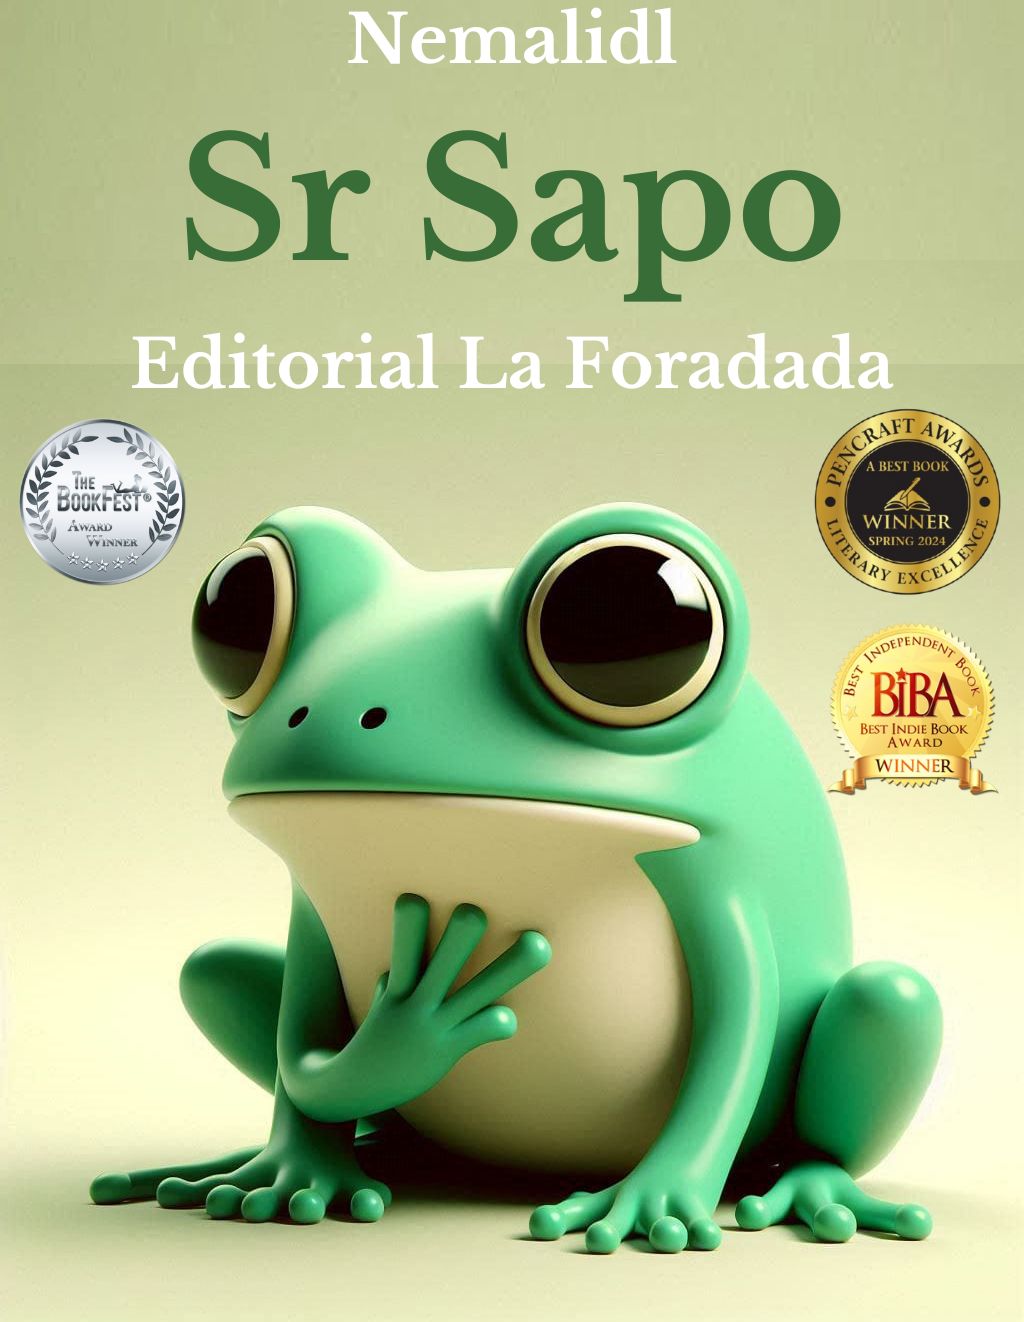 Nemalidl
Sr Sapo
Editorial La Foradada
THE
BOOKFEST®
AWARD
WINNER
PENCRAFT AWARDS
A BEST BOOK
WINNER
SPRING 2024
LITERARY EXCELLENCE
BEST INDEPENDENT BOOK
BIBA
BEST INDIE BOOK
AWARD
WINNER